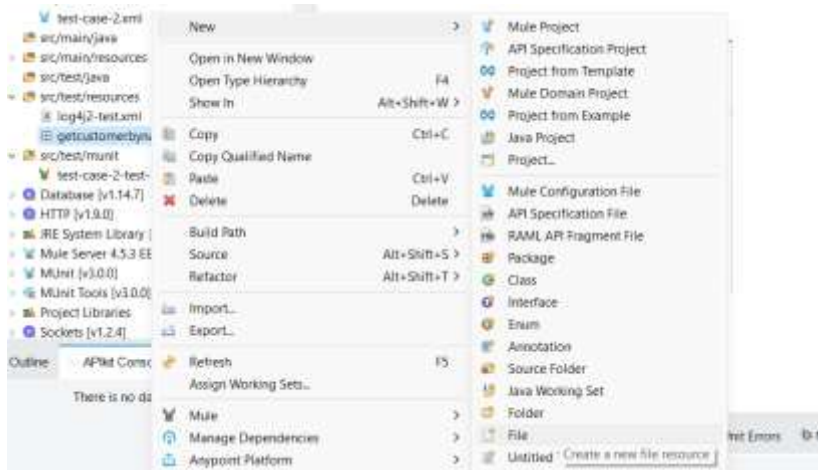 test-case-2.xml
src/main/java
src/main/resources
src/test/java
src/test/resources
log4j2-test.xml
getcustomerbyna
src/test/munit
test-case-2-test-
Database [v1.14.7]
HTTP [v1.9.0]
JRE System Library [
Mule Server 4.5.3 EE
MUnit [v3.0.0]
MUnit Tools [v3.0.0]
Project Libraries
Sockets [v1.2.4]
Outline
APIkit Conso
There is no da
New
Open in New Window
Open Type Hierarchy F4
Show In Alt+Shift+W >
Copy Ctrl+C
Copy Qualified Name
Paste Ctrl+V
Delete Delete
Build Path
Source Alt+Shift+S >
Refactor Alt+Shift+T >
Import...
Export...
Refresh F5
Assign Working Sets...
Mule
Manage Dependencies
Anypoint Platform
Mule Project
API Specification Project
Project from Template
Mule Domain Project
Project from Example
Java Project
Project...
Mule Configuration File
API Specification File
RAML API Fragment File
Package
Class
Interface
Enum
Annotation
Source Folder
Java Working Set
Folder
File
Untitled
Create a new file resource
Errors